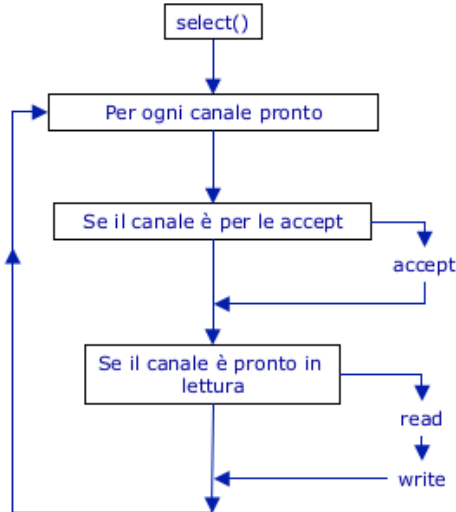 select()
Per ogni canale pronto
Se il canale è per le accept
accept
Se il canale è pronto in
lettura
read
write